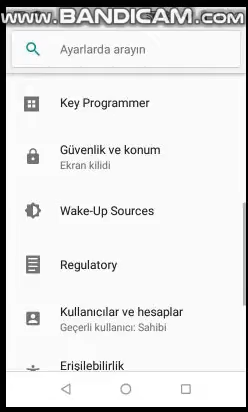 www.BANDICAM.com
Ayarlarda arayın
Key Programmer
Güvenlik ve konum
Ekran kilidi
Wake-Up Sources
Regulatory
Kullanıcılar ve hesaplar
Geçerli kullanıcı: Sahibi
Erişilebilirlik